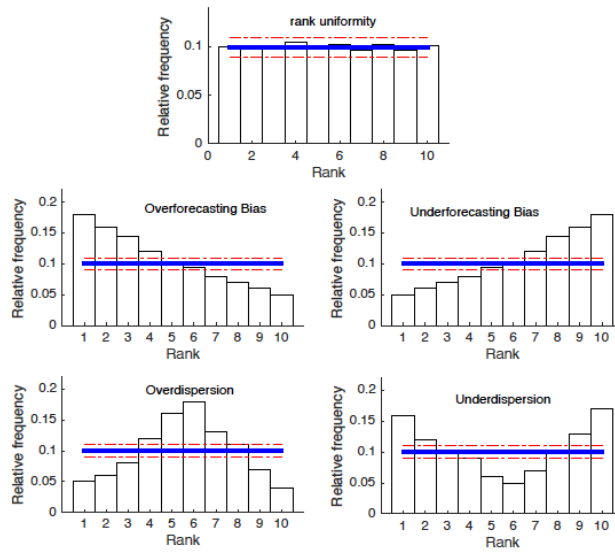 rank uniformity
Relative frequency
0.1
0.05
0
0 2 4 6 8 10
Rank
Overforecasting Bias
Relative frequency
0.2
0.15
0.1
0.05
0
1 2 3 4 5 6 7 8 9 10
Rank
Underforecasting Bias
Relative frequency
0.2
0.15
0.1
0.05
0
1 2 3 4 5 6 7 8 9 10
Rank
Overdispersion
Relative frequency
0.2
0.15
0.1
0.05
0
1 2 3 4 5 6 7 8 9 10
Rank
Underdispersion
Relative frequency
0.2
0.15
0.1
0.05
0
1 2 3 4 5 6 7 8 9 10
Rank